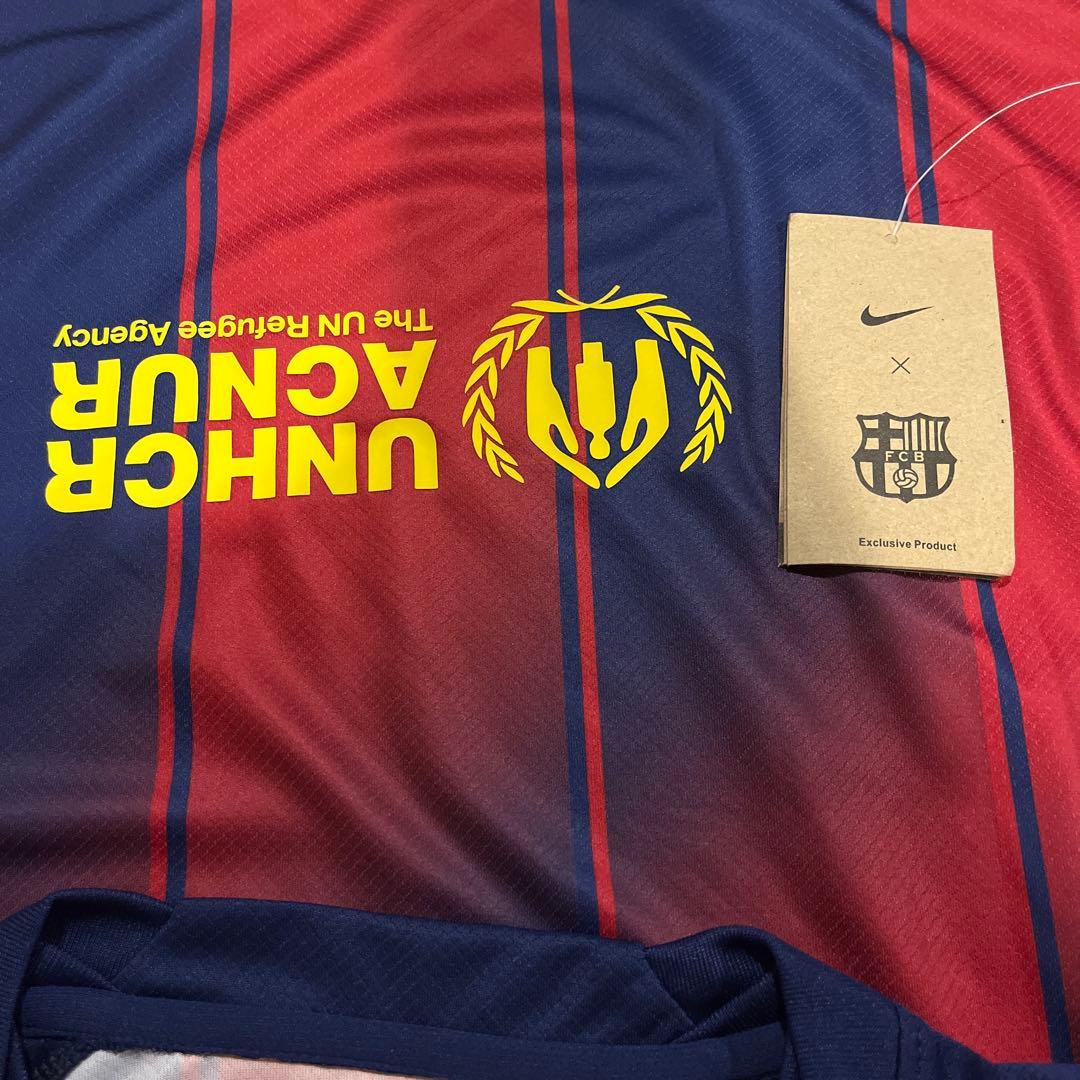 UNHCR
ACNUR
The UN Refugee Agency
FCB
Exclusive Product